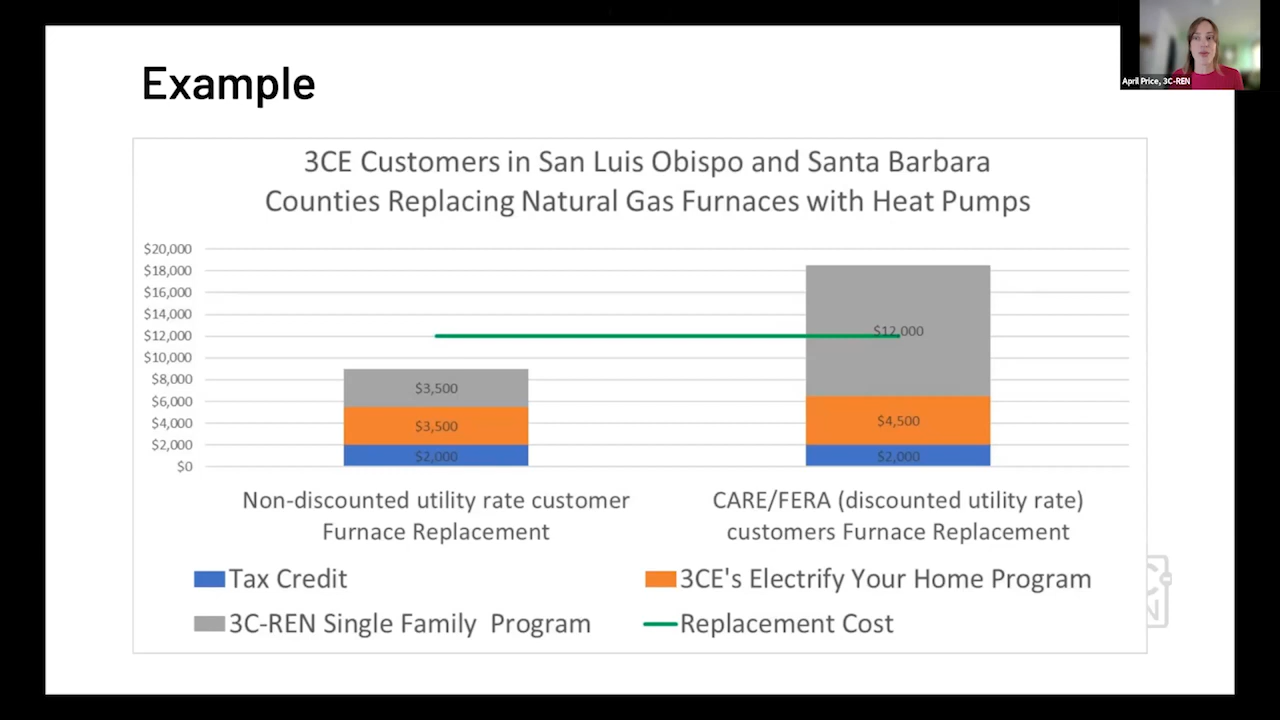 Example
April Price, 3C-REN
3CE Customers in San Luis Obispo and Santa Barbara
Counties Replacing Natural Gas Furnaces with Heat Pumps
$20,000
$18,000
$16,000
$14,000
$12,000
$10,000
$8,000
$6,000
$4,000
$2,000
$0
$3,500
$3,500
$2,000
$12,000
$4,500
$2,000
Non-discounted utility rate customer
Furnace Replacement
CARE/FERA (discounted utility rate)
customers Furnace Replacement
Tax Credit
3CE's Electrify Your Home Program
3C-REN Single Family Program
Replacement Cost